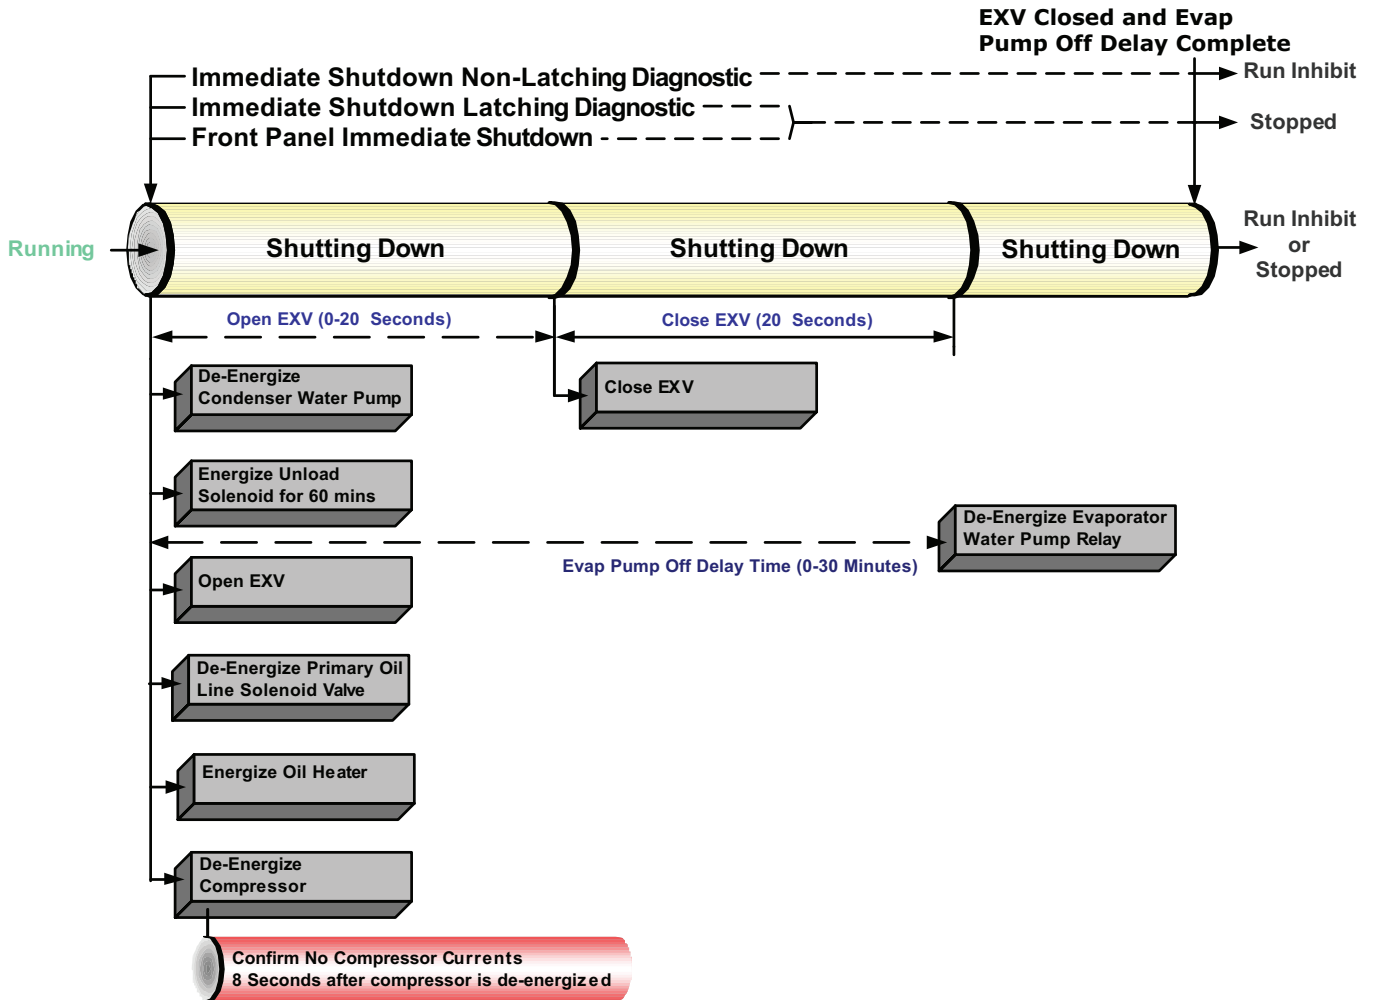 EXV Closed and Evap
Pump Off Delay Complete
Immediate Shutdown Non-Latching Diagnostic
Run Inhibit
Immediate Shutdown Latching Diagnostic
Front Panel Immediate Shutdown
Stopped
Running
Shutting Down
Shutting Down
Shutting Down
Run Inhibit
or
Stopped
Open EXV (0-20 Seconds)
Close EXV (20 Seconds)
De-Energize
Condenser Water Pump
Close EXV
Energize Unload
Solenoid for 60 mins
De-Energize Evaporator
Water Pump Relay
Evap Pump Off Delay Time (0-30 Minutes)
Open EXV
De-Energize Primary Oil
Line Solenoid Valve
Energize Oil Heater
De-Energize
Compressor
Confirm No Compressor Currents
8 Seconds after compressor is de-energized